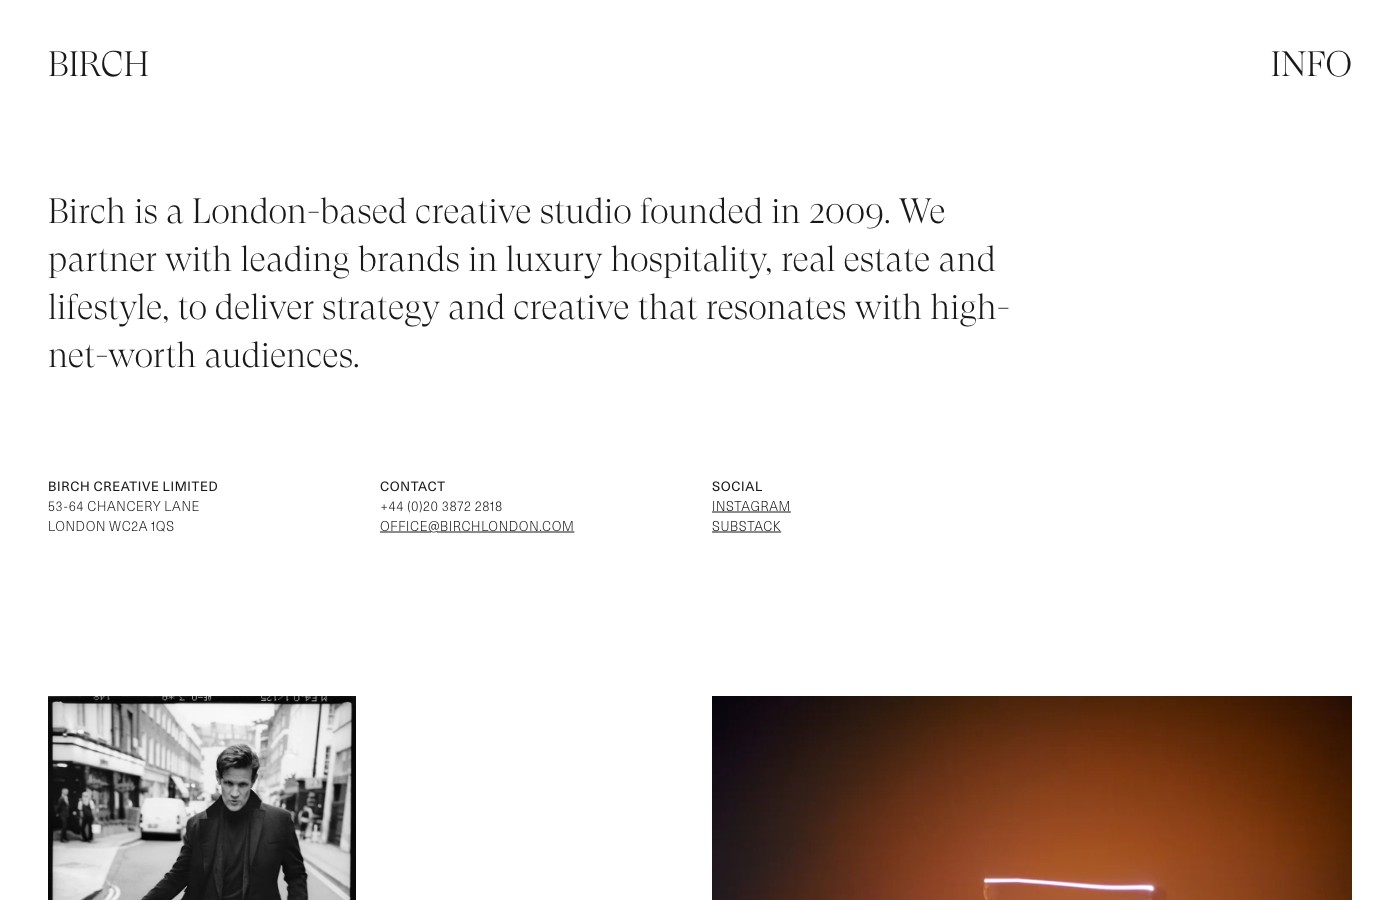 BIRCH
INFO
Birch is a London-based creative studio founded in 2009. We
partner with leading brands in luxury hospitality, real estate and
lifestyle, to deliver strategy and creative that resonates with high-
net-worth audiences.
BIRCH CREATIVE LIMITED
53-64 CHANCERY LANE
LONDON WC2A 1QS
CONTACT
+44 (0)20 3872 2818
OFFICE@BIRCHLONDON.COM
SOCIAL
INSTAGRAM
SUBSTACK